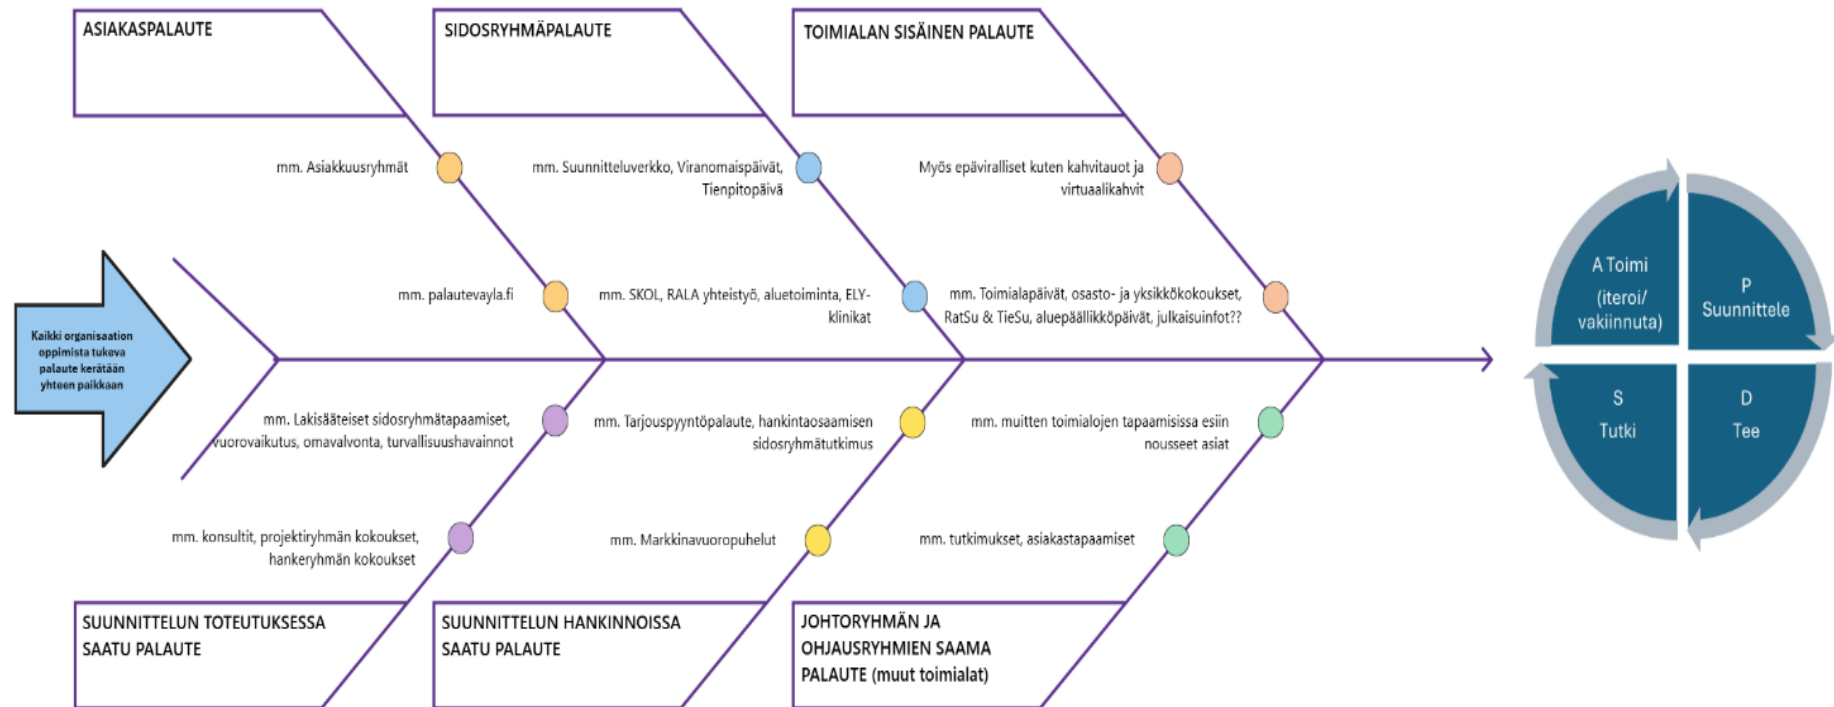 ASIAKASPALAUTE
SIDOSRYHMÄPALAUTE
TOIMIALAN SISÄINEN PALAUTE
mm. Asiakkuusryhmät
mm. Suunnitteluverkko, Viranomaispäivät,
Tienpitopäivä
Myös epäviralliset kuten kahvitauot ja
virtuaalikahvit
mm. palautevayla.fi
mm. SKOL, RALA yhteistyö, aluetoiminta, ELY-
klinikat
mm. Toimialapäivät, osasto- ja yksikkökokoukset,
RatSu & TieSu, aluepäällikköpäivät, julkaisuinfot??
Kaikki organisaation
oppimista tukeva
palaute kerätään
yhteen paikkaan
mm. Lakisääteiset sidosryhmätapaamiset,
vuorovaikutus, omavalvonta, turvallisuushavainnot
mm. Tarjouspyyntöpalaute, hankintaosaamisen
sidosryhmätutkimus
mm. muitten toimialojen tapaamisissa esiin
nousseet asiat
mm. konsultit, projektiryhmän kokoukset,
hankeryhmän kokoukset
mm. Markkinavuoropuhelut
mm. tutkimukset, asiakastapaamiset
SUUNNITTELUN TOTEUTUKSESSA
SAATU PALAUTE
SUUNNITTELUN HANKINNOISSA
SAATU PALAUTE
JOHTORYHMÄN JA
OHJAUSRYHMIEN SAAMA
PALAUTE (muut toimialat)
A Toimi
(iteroi/
vakiinnuta)
P
Suunnittele
S
Tutki
D
Tee